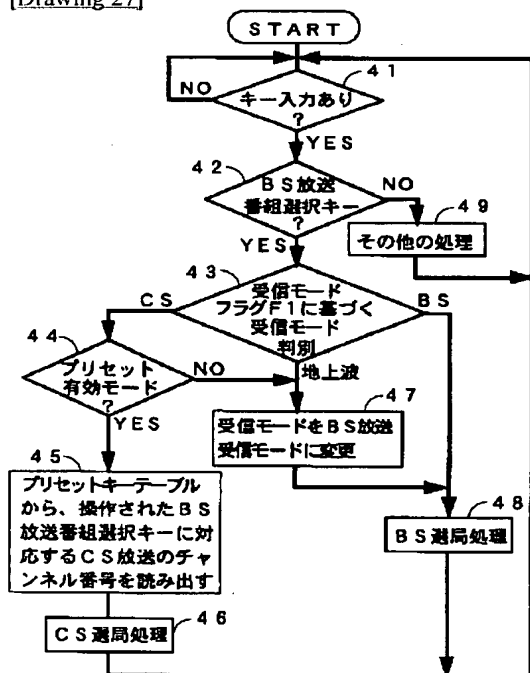 [Drawing 27]
START
41
NO
キー入力あり
?
YES
42
BS放送
番組選択キー
?
NO
49
その他の処理
YES
43
CS
受信モード
フラグF1に基づく
受信モード
判別
BS
44
プリセット
有効モード
?
NO
地上波
47
受信モードをBS放送
受信モードに変更
YES
45
プリセットキーテーブル
から、操作されたBS
放送番組選択キーに対
応するCS放送のチャ
ンネル番号を読み出す
48
BS選局処理
46
CS選局処理